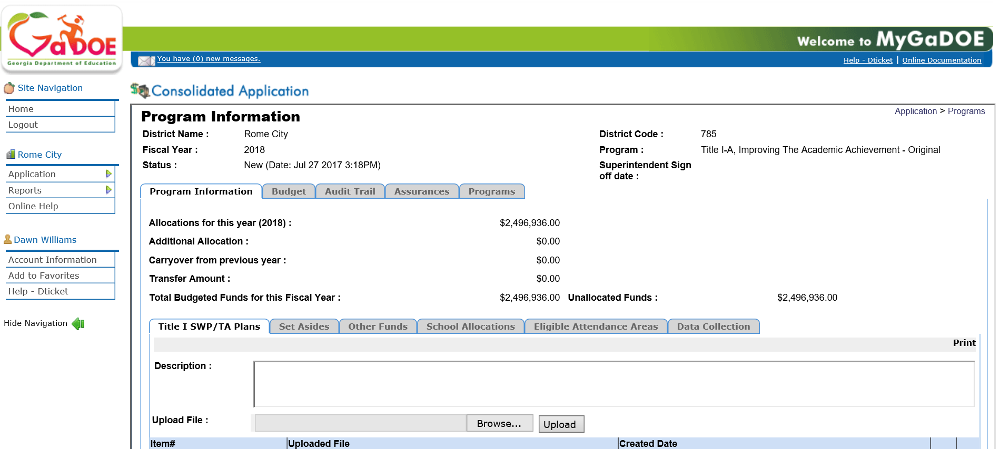 GaDOE
Georgia Department of Education
Welcome to MyGaDOE
You have (0) new messages.
Help - Dticket | Online Documentation
Site Navigation
Home
Logout
Rome City
Application
Reports
Online Help
Dawn Williams
Account Information
Add to Favorites
Help - Dticket
Hide Navigation
Consolidated Application
Application > Programs
Program Information
District Name : Rome City District Code : 785
Fiscal Year : 2018 Program : Title I-A, Improving The Academic Achievement - Original
Status : New (Date: Jul 27 2017 3:18PM) Superintendent Sign
off date :
Program Information Budget Audit Trail Assurances Programs
Allocations for this year (2018) : $2,496,936.00
Additional Allocation : $0.00
Carryover from previous year : $0.00
Transfer Amount : $0.00
Total Budgeted Funds for this Fiscal Year : $2,496,936.00 Unallocated Funds : $2,496,936.00
Title I SWP/TA Plans Set Asides Other Funds School Allocations Eligible Attendance Areas Data Collection
Print
Description :
Upload File : Browse... Upload
Item# Uploaded File Created Date